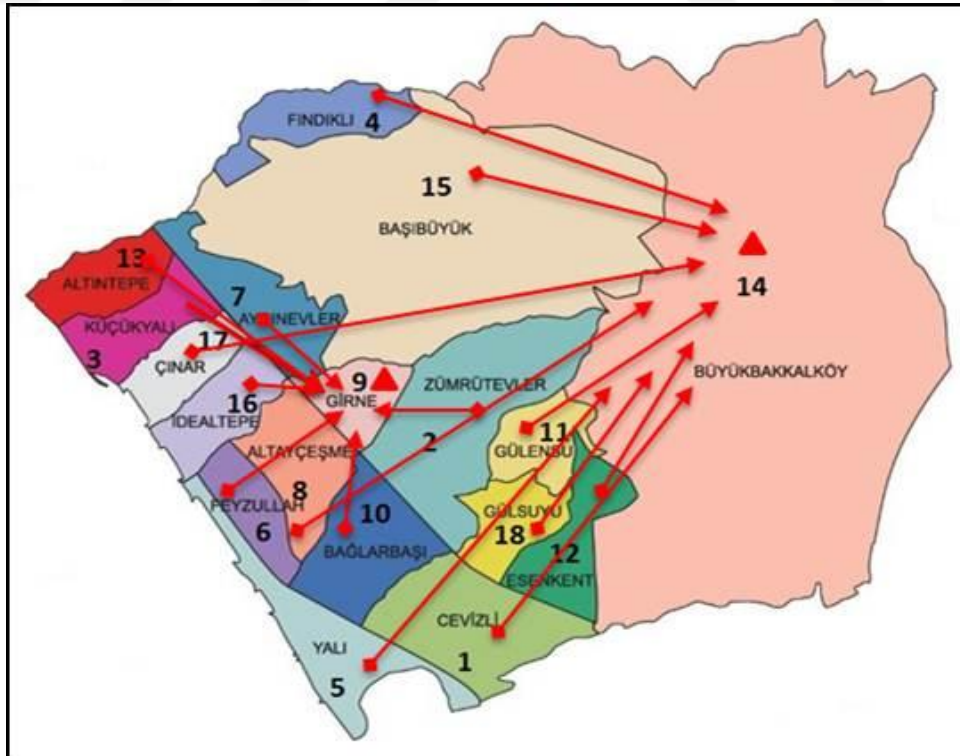 FINDIKLI 4
15
BAŞIBÜYÜK
13
ALTINTEPE
7
AYDINEVLER
14
KÜÇÜKYALI
17
3
ÇINAR
BÜYÜKBAKKALKÖY
9
GİRNE
ZÜMRÜTEVLER
16
İDEALTEPE
2
11
ALTAYÇEŞME
GÜLENSU
8
FEYZULLAH
10
GÜLSUYU
6
18
12
BAĞLARBAŞI
ESENKENT
CEVİZLİ
YALI
1
5